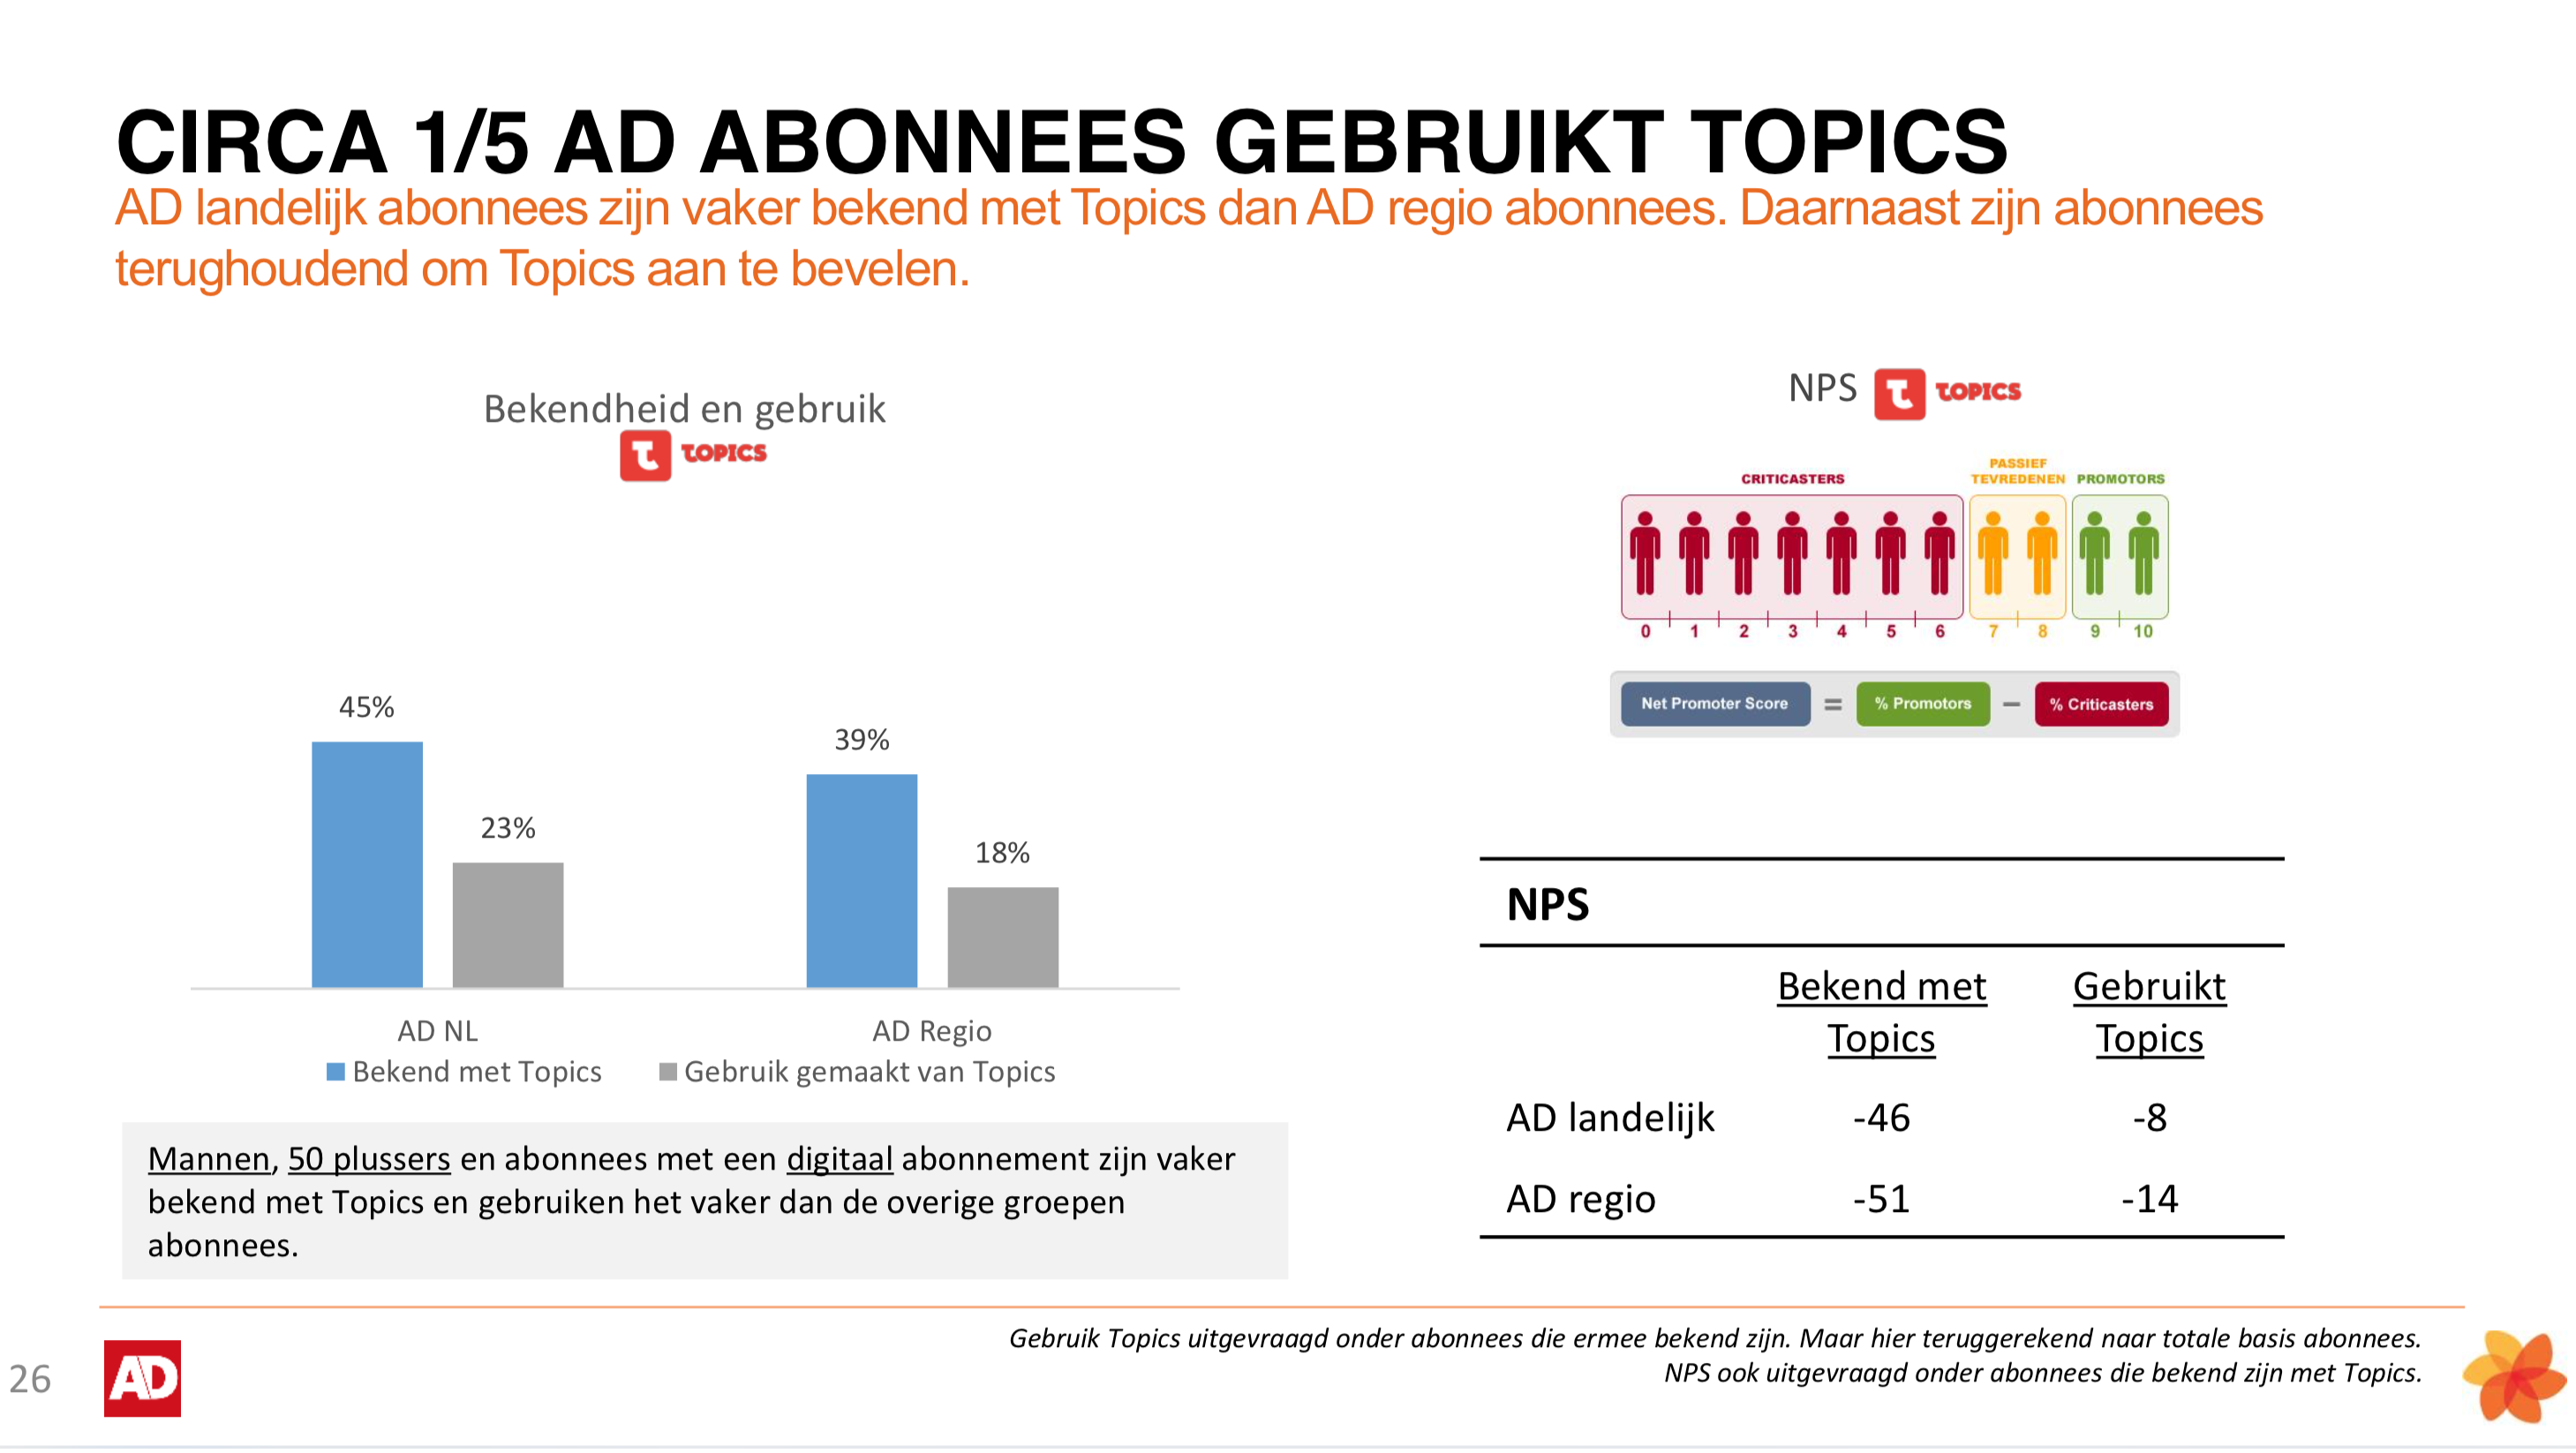 CIRCA 1/5 AD ABONNEES GEBRUIKT TOPICS
AD landelijk abonnees zijn vaker bekend met Topics dan AD regio abonnees. Daarnaast zijn abonnees
terughoudend om Topics aan te bevelen.
Bekendheid en gebruik
t TOPICS
45%
23%
39%
18%
AD NL
AD Regio
Bekend met Topics
Gebruik gemaakt van Topics
Mannen, 50 plussers en abonnees met een digitaal abonnement zijn vaker
bekend met Topics en gebruiken het vaker dan de overige groepen
abonnees.
NPS t TOPICS
CRITICASTERS
PASSIEF
TEVREDENEN
PROMOTORS
0 1 2 3 4 5 6 7 8 9 10
Net Promoter Score = % Promotors − % Criticasters
NPS
Bekend met
Topics
Gebruikt
Topics
AD landelijk -46 -8
AD regio -51 -14
Gebruik Topics uitgevraagd onder abonnees die ermee bekend zijn. Maar hier teruggerekend naar totale basis abonnees.
NPS ook uitgevraagd onder abonnees die bekend zijn met Topics.
26
AD